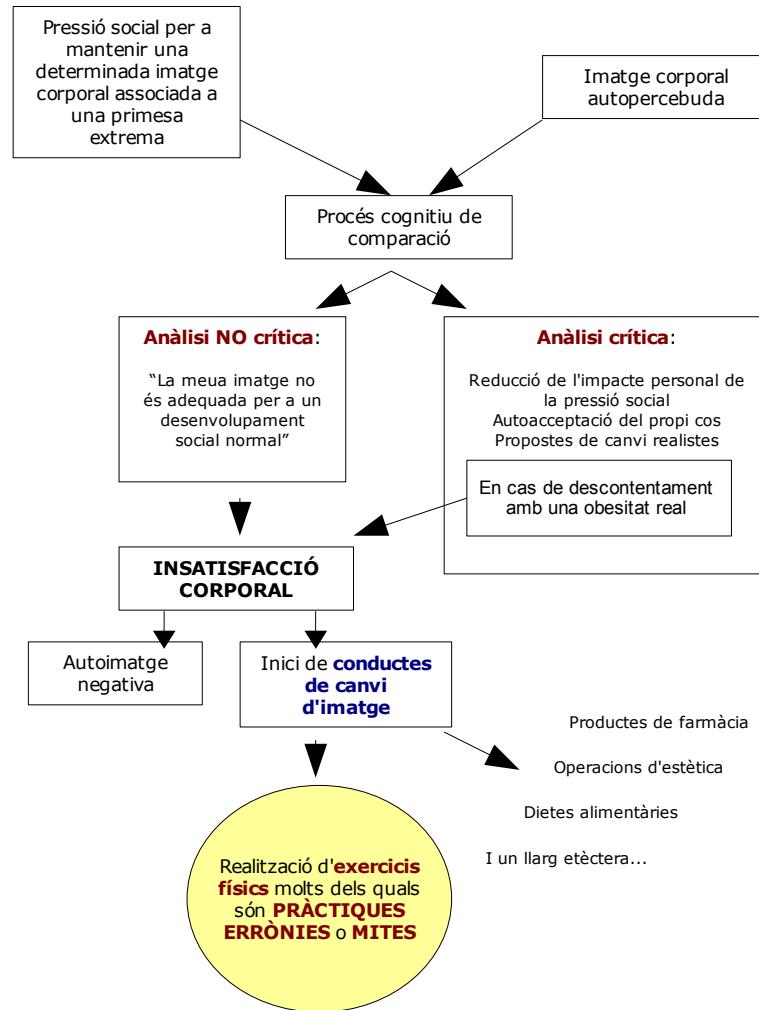 Pressió social per a
mantenir una
determinada imatge
corporal associada a
una primesa
extrema
Imatge corporal
autopercebuda
Procés cognitiu de
comparació
Anàlisi NO crítica:
“La meua imatge no
és adequada per a un
desenvolupament
social normal”
Anàlisi crítica:
Reducció de l'impacte personal de
la pressió social
Autoacceptació del propi cos
Propostes de canvi realistes
En cas de descontentament
amb una obesitat real
INSATISFACCIÓ
CORPORAL
Autoimatge
negativa
Inici de conductes
de canvi
d'imatge
Productes de farmàcia
Operacions d'estètica
Dietes alimentàries
I un llarg etèctera...
Realització d'exercicis
físics molts dels quals
són PRÀCTIQUES
ERRÒNIES o MITES